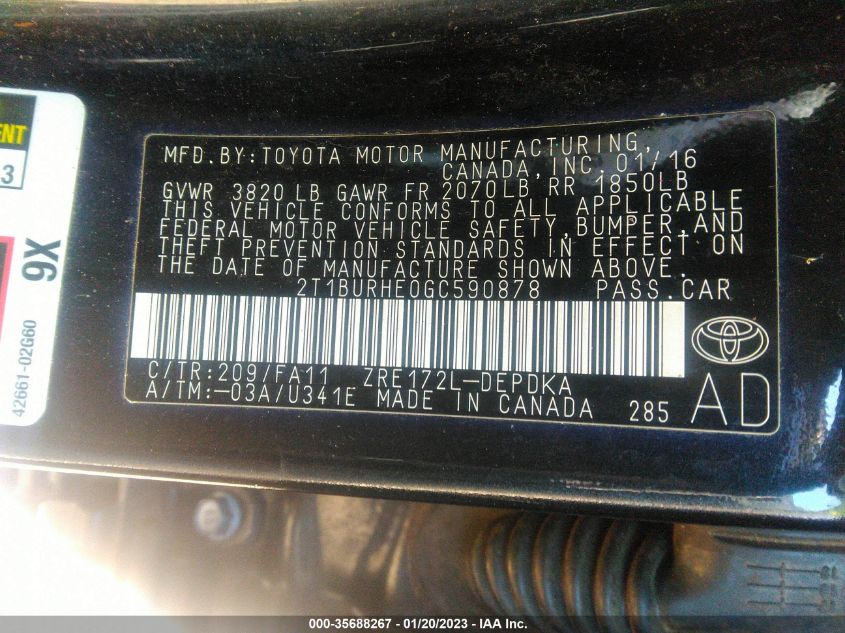 ENT
3
9X
42661-02G60
MFD.BY:TOYOTA MOTOR MANUFACTURING,
CANADA,INC.01/16
GVWR 3820 LB GAWR FR 2070LB RR 1850LB
THIS VEHICLE CONFORMS TO ALL APPLICABLE
FEDERAL MOTOR VEHICLE SAFETY,BUMPER,AND
THEFT PREVENTION STANDARDS IN EFFECT ON
THE DATE OF MANUFACTURE SHOWN ABOVE.
2T1BURHE0GC590878 PASS.CAR
C/TR:209/FA11 ZRE172L-DEPDKA
A/TM:-03A/U341E MADE IN CANADA 285 AD
000-35688267 / 01/20/2023 - IAA Inc.